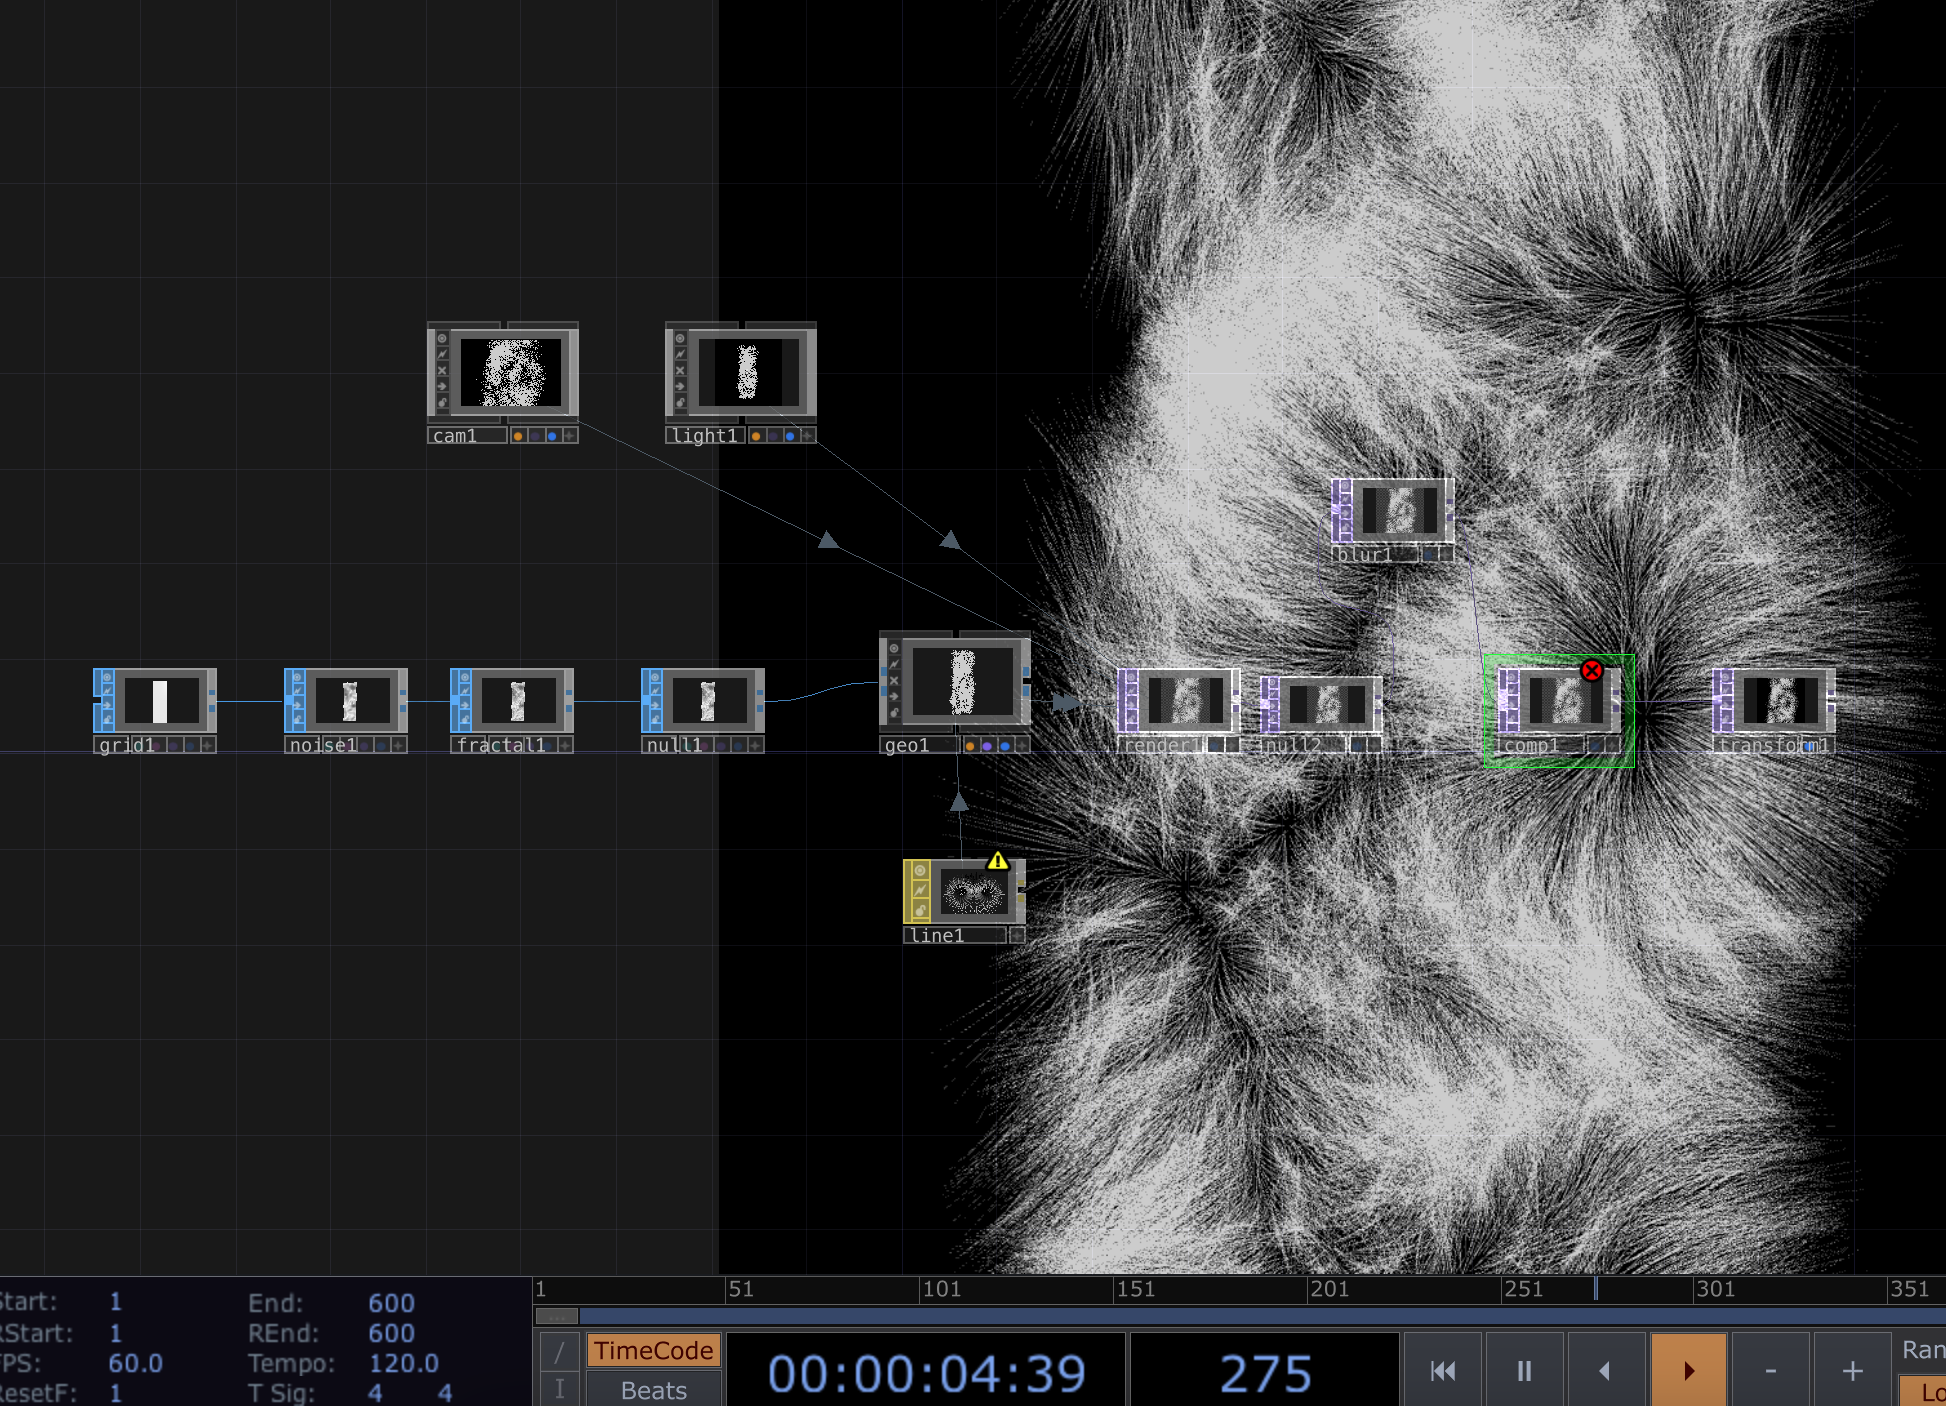 cam1
light1
blur1
grid1
noise1
fractal1
null1
geo1
render1
null2
comp1
transform1
line1
1 51 101 151 201 251 301 351
Start: 1 End: 600
RStart: 1 REnd: 600
FPS: 60.0 Tempo: 120.0
ResetF: 1 T Sig: 4 4
...
/ TimeCode 00:00:04:39 275 - + Ran
I Beats Lo